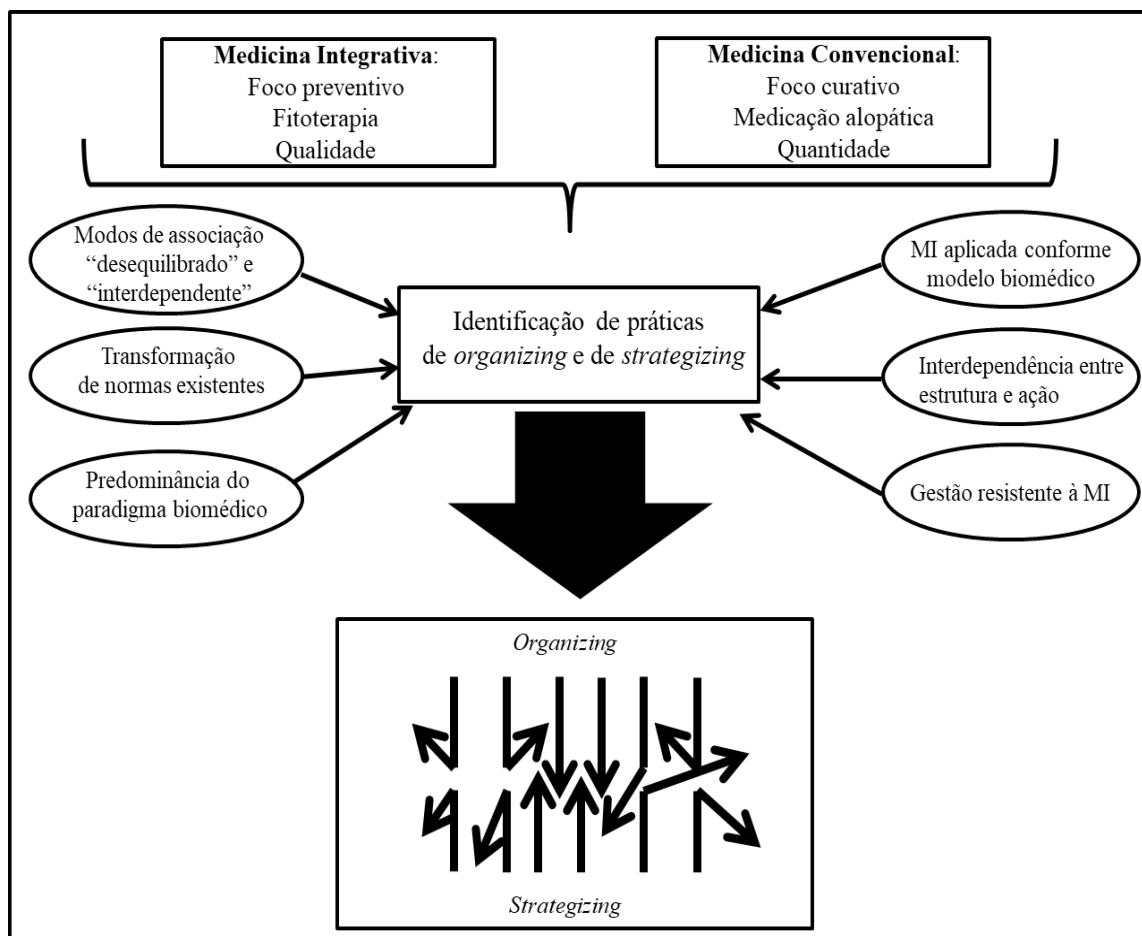 Medicina Integrativa:
Foco preventivo
Fitoterapia
Qualidade
Medicina Convencional:
Foco curativo
Medicação alopática
Quantidade
Modos de associação
“desequilibrado” e
“interdependente”
Transformação
de normas existentes
Predominância do
paradigma biomédico
Identificação de práticas
de organizing e de strategizing
MI aplicada conforme
modelo biomédico
Interdependência entre
estrutura e ação
Gestão resistente à MI
Organizing
Strategizing